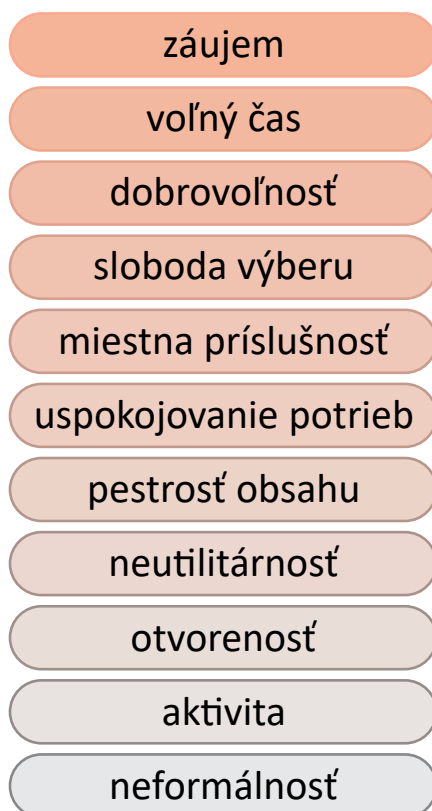 záujem
voľný čas
dobrovoľnosť
sloboda výberu
miestna príslušnosť
uspokojovanie potrieb
pestrosť obsahu
neutilitárnosť
otvorenosť
aktivita
neformálnosť